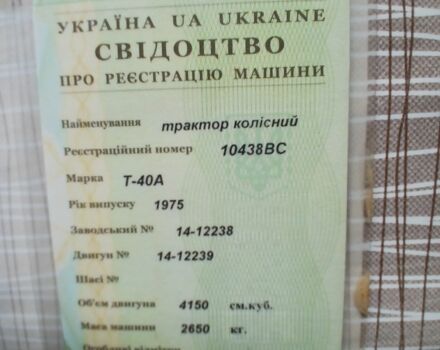 УКРАЇНА UA UKRAINE
СВІДОЦТВО
ПРО РЕЄСТРАЦІЮ МАШИНИ
Найменування трактор колісний
Реєстраційний номер 10438ВС
Марка Т-40А
Рік випуску 1975
Заводський № 14-12238
Двигун № 14-12239
Шасі №
Об'єм двигуна 4150 см.куб.
Маса машини 2650 кг.
Особливі відмітки